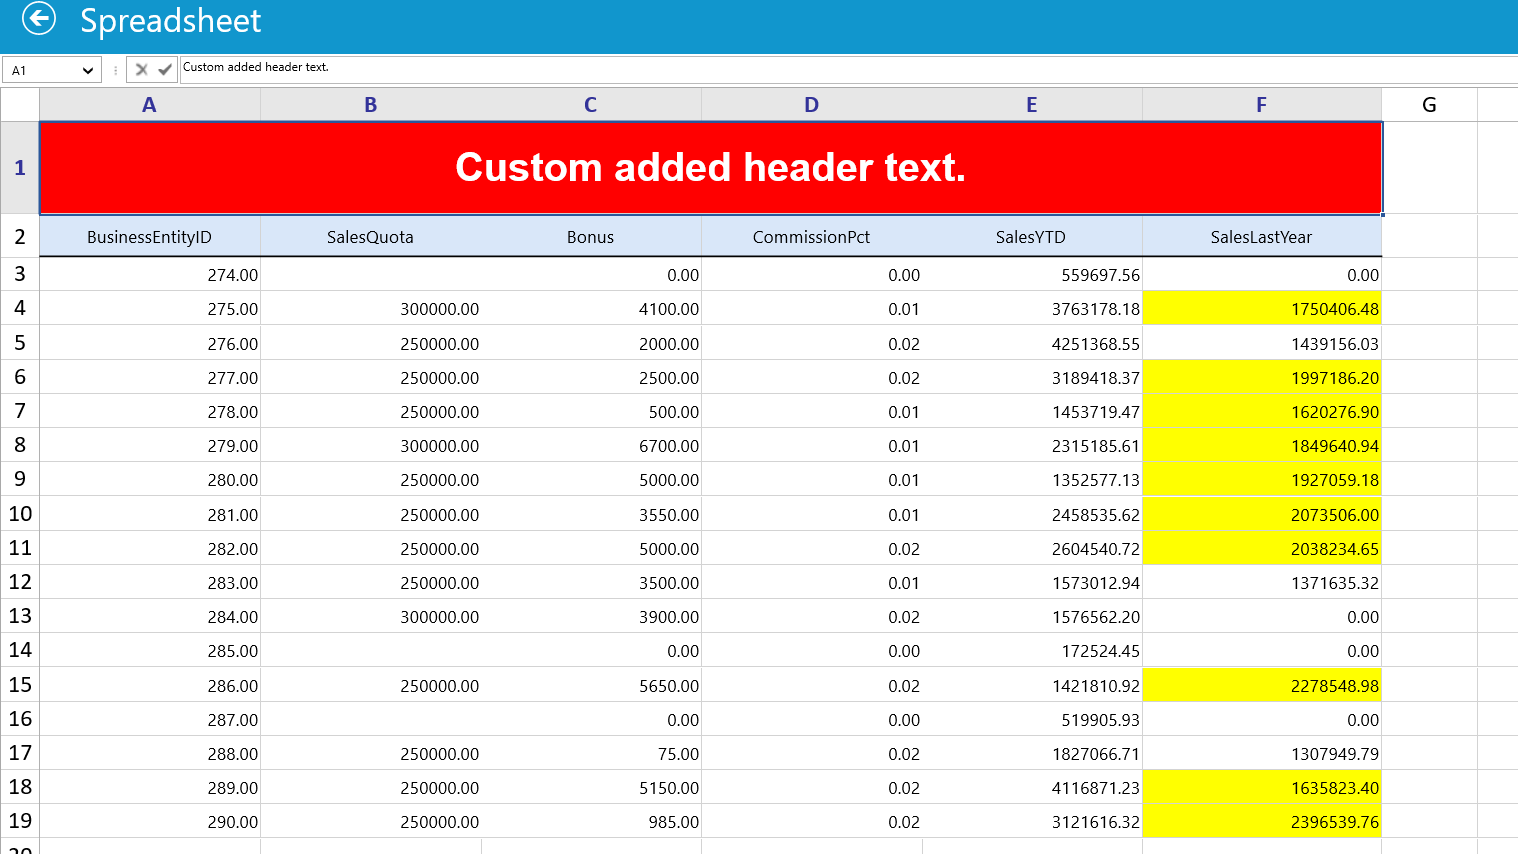 Spreadsheet
A1 Custom added header text.
A B C D E F G
1 Custom added header text.
2 BusinessEntityID SalesQuota Bonus CommissionPct SalesYTD SalesLastYear
3 274.00 0.00 0.00 559697.56 0.00
4 275.00 300000.00 4100.00 0.01 3763178.18 1750406.48
5 276.00 250000.00 2000.00 0.02 4251368.55 1439156.03
6 277.00 250000.00 2500.00 0.02 3189418.37 1997186.20
7 278.00 250000.00 500.00 0.01 1453719.47 1620276.90
8 279.00 300000.00 6700.00 0.01 2315185.61 1849640.94
9 280.00 250000.00 5000.00 0.01 1352577.13 1927059.18
10 281.00 250000.00 3550.00 0.01 2458535.62 2073506.00
11 282.00 250000.00 5000.00 0.02 2604540.72 2038234.65
12 283.00 250000.00 3500.00 0.01 1573012.94 1371635.32
13 284.00 300000.00 3900.00 0.02 1576562.20 0.00
14 285.00 0.00 0.00 172524.45 0.00
15 286.00 250000.00 5650.00 0.02 1421810.92 2278548.98
16 287.00 0.00 0.00 519905.93 0.00
17 288.00 250000.00 75.00 0.02 1827066.71 1307949.79
18 289.00 250000.00 5150.00 0.02 4116871.23 1635823.40
19 290.00 250000.00 985.00 0.02 3121616.32 2396539.76